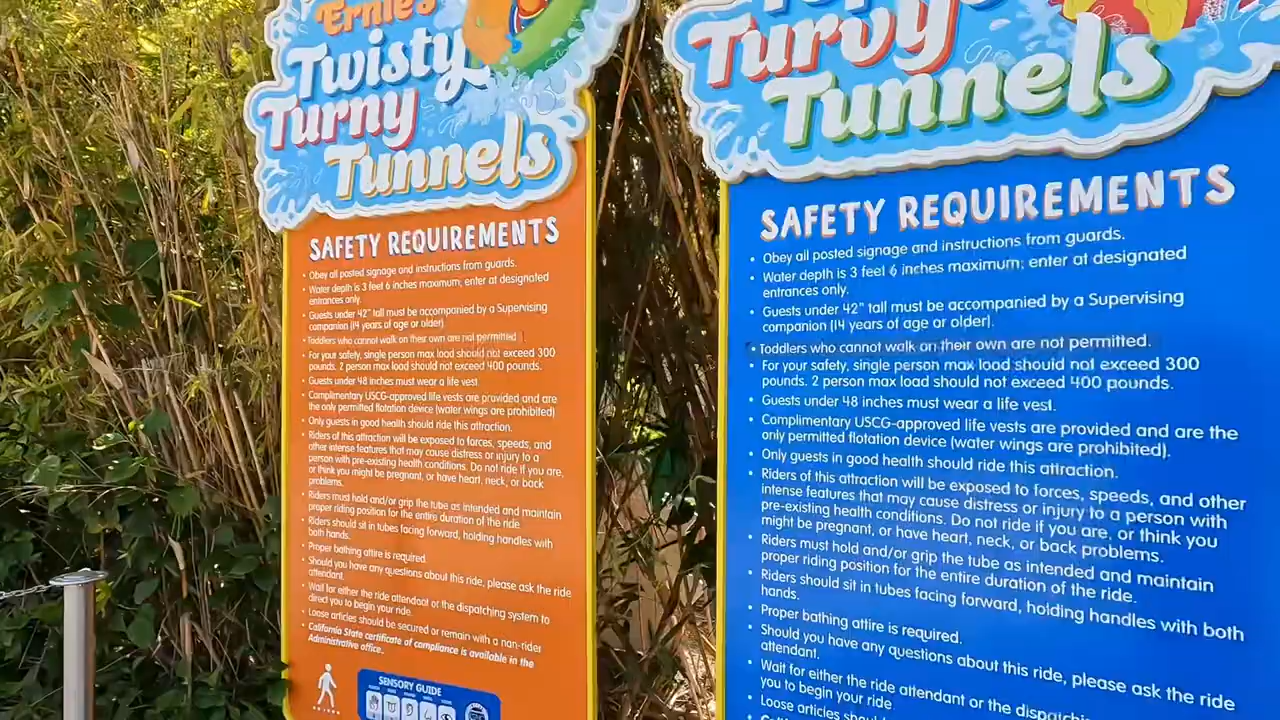 Ernie's
Twisty
Turny
Tunnels
SAFETY REQUIREMENTS
• Obey all posted signage and instructions from guards.
• Water depth is 3 feet 6 inches maximum; enter at designated
entrances only.
• Guests under 42" tall must be accompanied by a Supervising
companion (14 years of age or older).
• Toddlers who cannot walk on their own are not permitted.
• For your safety, single person max load should not exceed 300
pounds. 2 person max load should not exceed 400 pounds.
• Guests under 48 inches must wear a life vest.
• Complimentary USCG-approved life vests are provided and are
the only permitted flotation device (water wings are prohibited)
• Only guests in good health should ride this attraction.
• Riders of this attraction will be exposed to forces, speeds, and
other intense features that may cause distress or injury to a
person with pre-existing health conditions. Do not ride if you are,
or think you might be pregnant, or have heart, neck, or back
problems.
• Riders must hold and/or grip the tube as intended and maintain
proper riding position for the entire duration of the ride
• Riders should sit in tubes facing forward, holding handles with
both hands.
• Proper bathing attire is required.
• Should you have any questions about this ride, please ask the ride
attendant.
• Wait for either the ride attendant or the dispatching system to
direct you to begin your ride.
• Loose articles should be secured or remain with a non-rider
• California State certificate of compliance is available in the
Administrative office.
SENSORY GUIDE
Turvy
Tunnels
SAFETY REQUIREMENTS
• Obey all posted signage and instructions from guards.
• Water depth is 3 feet 6 inches maximum; enter at designated
entrances only.
• Guests under 42" tall must be accompanied by a Supervising
companion (14 years of age or older).
• Toddlers who cannot walk on their own are not permitted.
• For your safety, single person max load should not exceed 300
pounds. 2 person max load should not exceed 400 pounds.
• Guests under 48 inches must wear a life vest.
• Complimentary USCG-approved life vests are provided and are the
only permitted flotation device (water wings are prohibited).
• Only guests in good health should ride this attraction.
• Riders of this attraction will be exposed to forces, speeds, and other
intense features that may cause distress or injury to a person with
pre-existing health conditions. Do not ride if you are, or think you
might be pregnant, or have heart, neck, or back problems.
• Riders must hold and/or grip the tube as intended and maintain
proper riding position for the entire duration of the ride.
• Riders should sit in tubes facing forward, holding handles with both
hands.
• Proper bathing attire is required.
• Should you have any questions about this ride, please ask the ride
attendant.
• Wait for either the ride attendant or the
you to begin your ride
• Loose articles